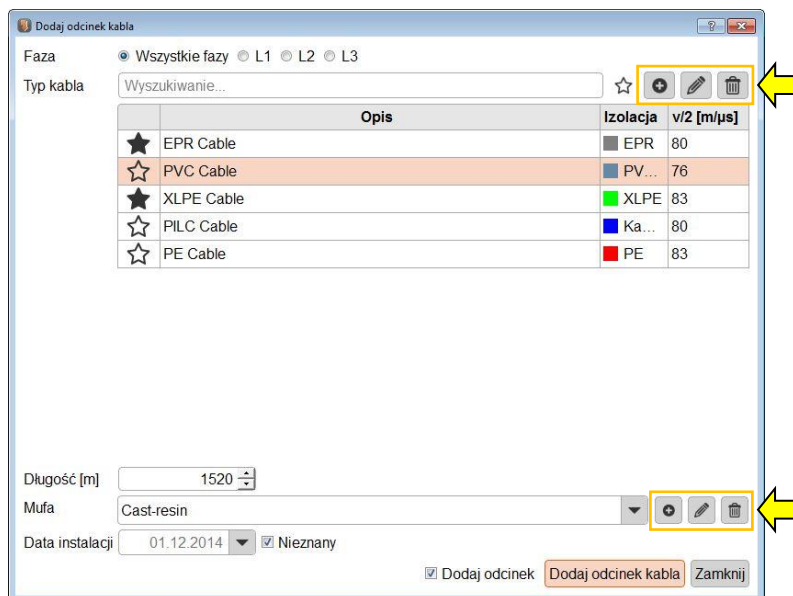 Dodaj odcinek kabla
Faza Wszystkie fazy L1 L2 L3
Typ kabla Wyszukiwanie...
Opis Izolacja v/2 [m/µs]
EPR Cable EPR 80
PVC Cable PV... 76
XLPE Cable XLPE 83
PILC Cable Ka... 80
PE Cable PE 83
Długość [m] 1520
Mufa Cast-resin
Data instalacji 01.12.2014 Nieznany
Dodaj odcinek Dodaj odcinek kabla Zamknij